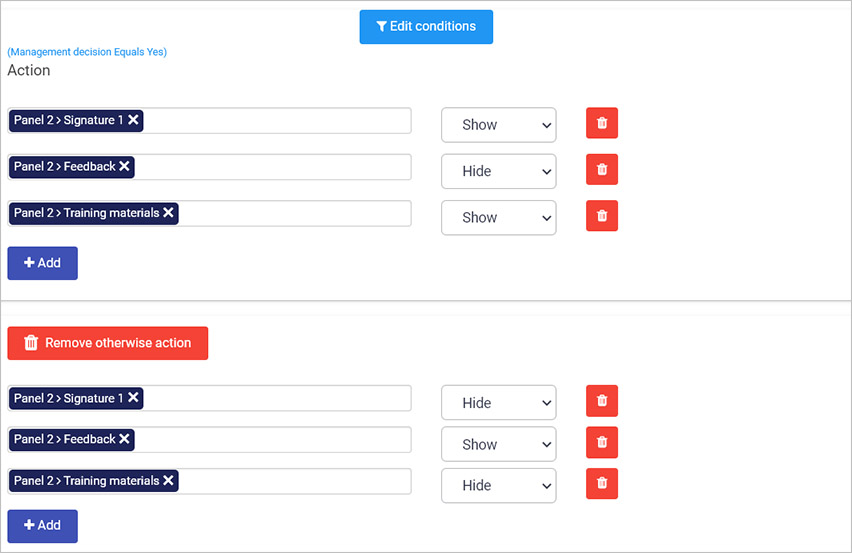 Edit conditions
(Management decision Equals Yes)
Action
Panel 2 > Signature 1 Show
Panel 2 > Feedback Hide
Panel 2 > Training materials Show
Add
Remove otherwise action
Panel 2 > Signature 1 Hide
Panel 2 > Feedback Show
Panel 2 > Training materials Hide
Add